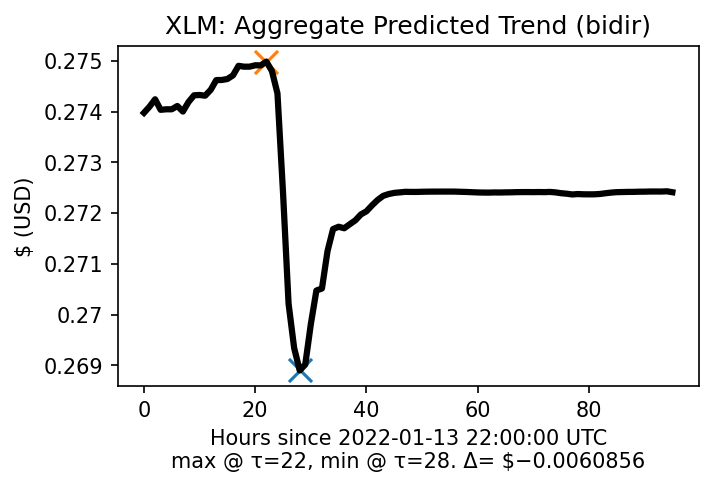 XLM: Aggregate Predicted Trend (bidir)
0.275
0.274
0.273
0.272
0.271
0.27
0.269
$ (USD)
0 20 40 60 80
Hours since 2022-01-13 22:00:00 UTC
max @ τ=22, min @ τ=28. Δ= $−0.0060856